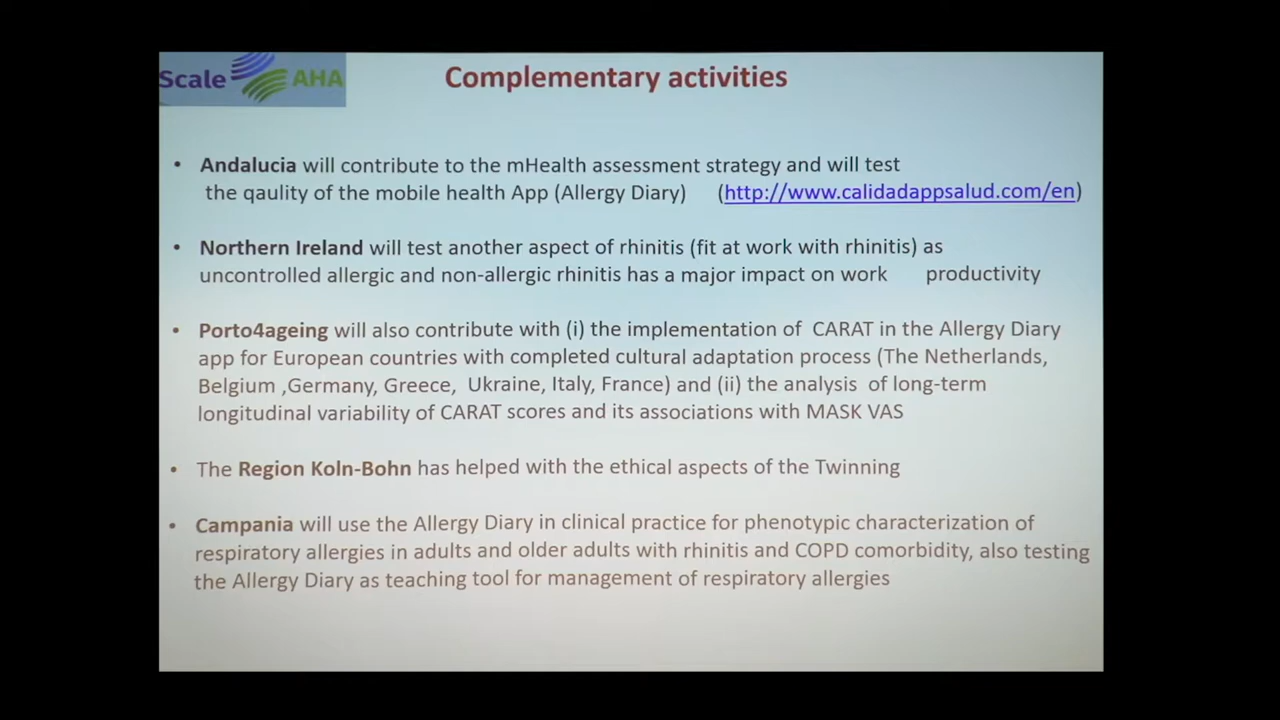 Scale AHA
Complementary activities
• Andalucia will contribute to the mHealth assessment strategy and will test
the qaulity of the mobile health App (Allergy Diary) (http://www.calidadappsalud.com/en)
• Northern Ireland will test another aspect of rhinitis (fit at work with rhinitis) as
uncontrolled allergic and non-allergic rhinitis has a major impact on work productivity
• Porto4ageing will also contribute with (i) the implementation of CARAT in the Allergy Diary
app for European countries with completed cultural adaptation process (The Netherlands,
Belgium ,Germany, Greece, Ukraine, Italy, France) and (ii) the analysis of long-term
longitudinal variability of CARAT scores and its associations with MASK VAS
• The Region Koln-Bohn has helped with the ethical aspects of the Twinning
• Campania will use the Allergy Diary in clinical practice for phenotypic characterization of
respiratory allergies in adults and older adults with rhinitis and COPD comorbidity, also testing
the Allergy Diary as teaching tool for management of respiratory allergies